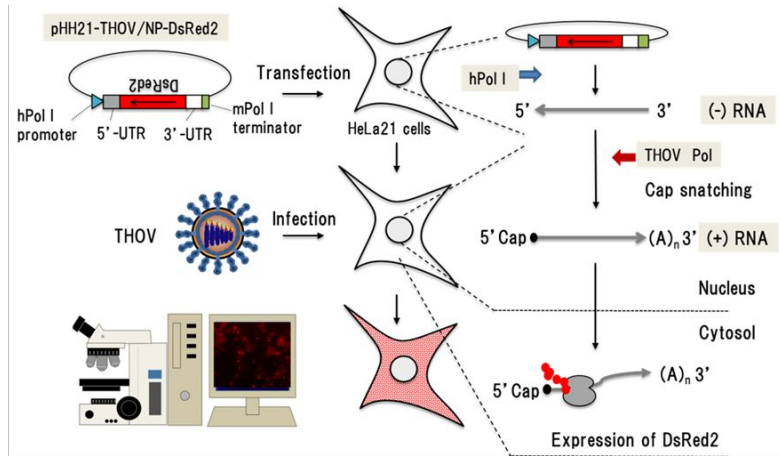 pHH21-THOV/NP-DsRed2
DsRed2
hPol I
promoter
5'-UTR
3'-UTR
mPol I
terminator
Transfection
HeLa21 cells
hPol I
5'
3'
(-) RNA
THOV Pol
Cap snatching
THOV
Infection
5' Cap
(A)n 3'
(+) RNA
Nucleus
Cytosol
5' Cap
(A)n 3'
Expression of DsRed2